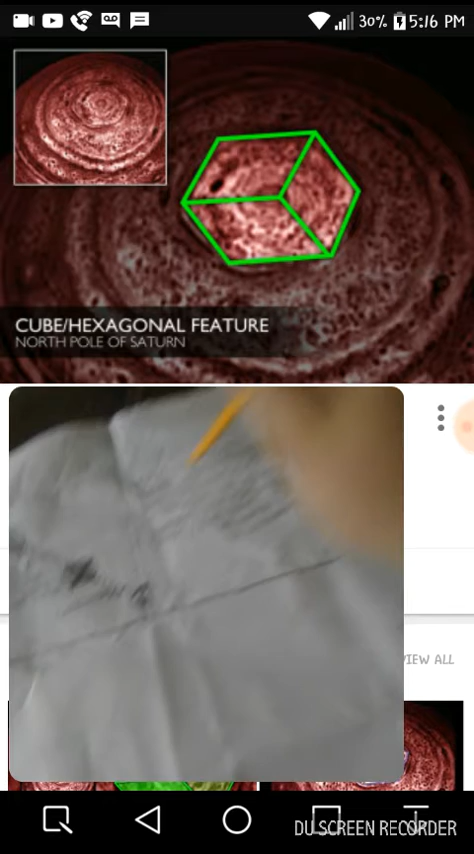 30% 5:16 PM
CUBE/HEXAGONAL FEATURE
NORTH POLE OF SATURN
VIEW ALL
DU SCREEN RECORDER